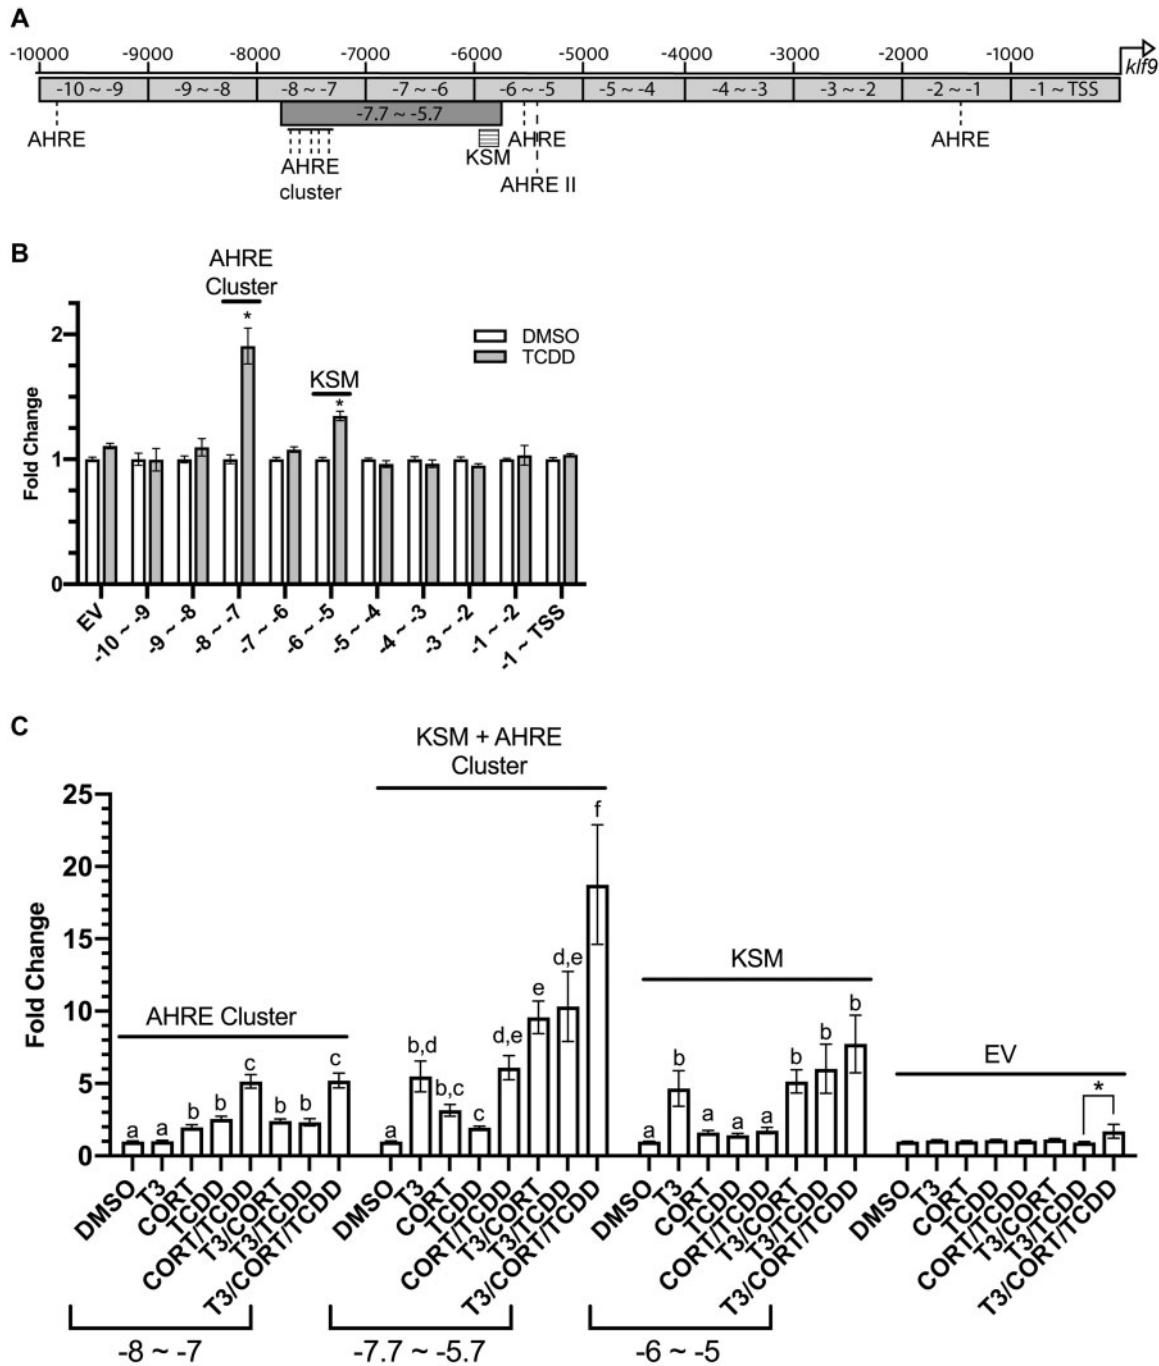 A
-10000 -9000 -8000 -7000 -6000 -5000 -4000 -3000 -2000 -1000
klf9
-10 ~ -9 -9 ~ -8 -8 ~ -7 -7 ~ -6 -6 ~ -5 -5 ~ -4 -4 ~ -3 -3 ~ -2 -2 ~ -1 -1 ~ TSS
-7.7 ~ -5.7
AHRE AHRE AHRE
KSM
AHRE
cluster
AHRE II
B
AHRE
Cluster
*
KSM
*
DMSO
TCDD
Fold Change
2
1
0
EV -10 ~ -9 -9 ~ -8 -8 ~ -7 -7 ~ -6 -6 ~ -5 -5 ~ -4 -4 ~ -3 -3 ~ -2 -1 ~ -2 -1 ~ TSS
C
KSM + AHRE
Cluster
AHRE Cluster
KSM
EV
Fold Change
25
20
15
10
5
0
a a b b c b b c
a b,d b,c c d,e e d,e f
a b a a a b b b
*
DMSO T3 CORT TCDD CORT/TCDD T3/CORT T3/TCDD T3/CORT/TCDD
DMSO T3 CORT TCDD CORT/TCDD T3/CORT T3/TCDD T3/CORT/TCDD
DMSO T3 CORT TCDD CORT/TCDD T3/CORT T3/TCDD T3/CORT/TCDD
DMSO T3 CORT TCDD CORT/TCDD T3/CORT T3/TCDD T3/CORT/TCDD
-8 ~ -7 -7.7 ~ -5.7 -6 ~ -5